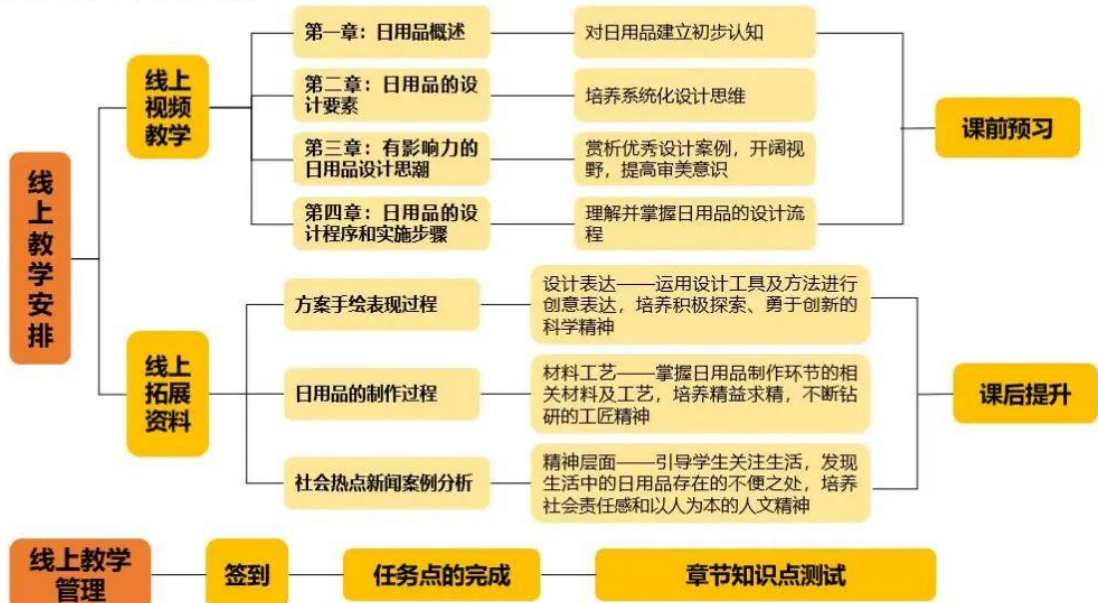 线上教学安排
线上
视频
教学
第一章：日用品概述
对日用品建立初步认知
第二章：日用品的设
计要素
培养系统化设计思维
第三章：有影响力的
日用品设计思潮
赏析优秀设计案例，开阔视
野，提高审美意识
第四章：日用品的设
计程序和实施步骤
理解并掌握日用品的设计流
程
课前预习
线上
拓展
资料
方案手绘表现过程
设计表达——运用设计工具及方法进行
创意表达，培养积极探索、勇于创新的
科学精神
日用品的制作过程
材料工艺——掌握日用品制作环节的相
关材料及工艺，培养精益求精，不断钻
研的工匠精神
社会热点新闻案例分析
精神层面——引导学生关注生活，发现
生活中的日用品存在的不便之处，培养
社会责任感和以人为本的人文精神
课后提升
线上教学
管理
签到
任务点的完成
章节知识点测试